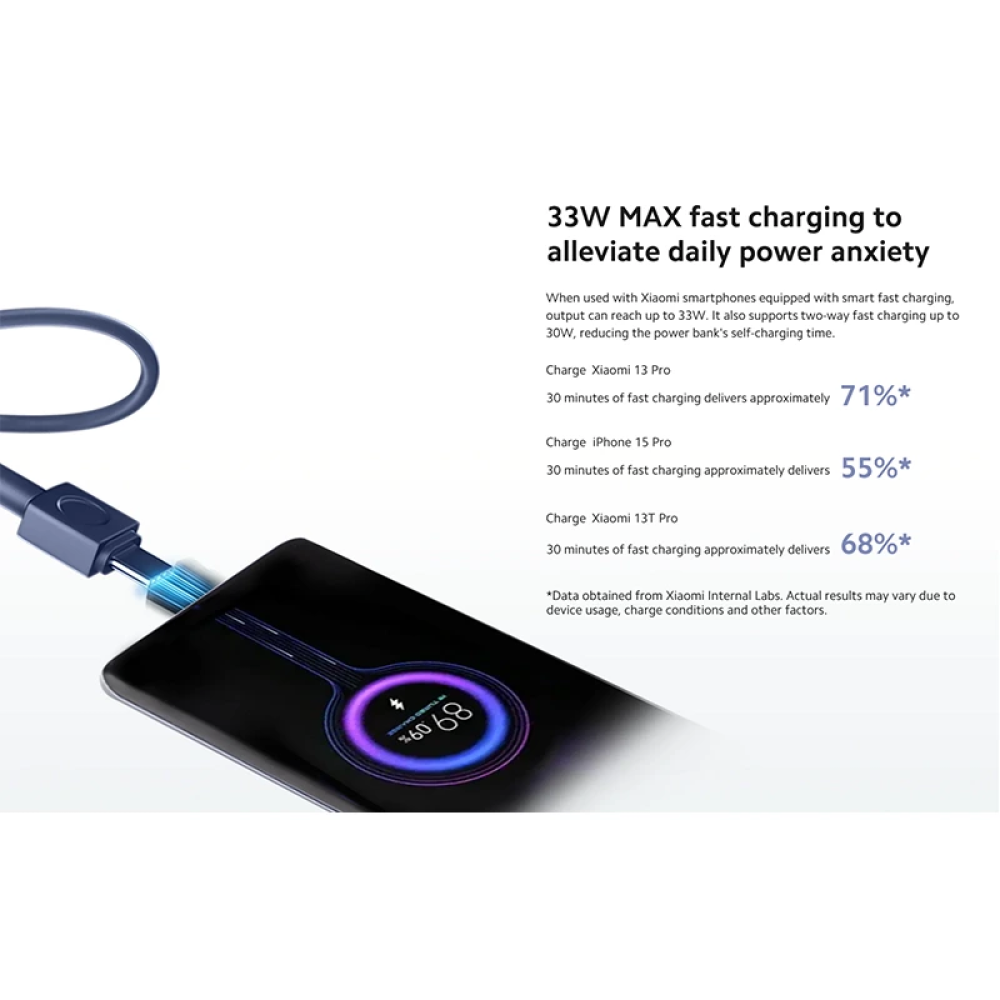 33W MAX fast charging to
alleviate daily power anxiety
When used with Xiaomi smartphones equipped with smart fast charging,
output can reach up to 33W. It also supports two-way fast charging up to
30W, reducing the power bank's self-charging time.
Charge Xiaomi 13 Pro
30 minutes of fast charging delivers approximately 71%*
Charge iPhone 15 Pro
30 minutes of fast charging approximately delivers 55%*
Charge Xiaomi 13T Pro
30 minutes of fast charging approximately delivers 68%*
*Data obtained from Xiaomi Internal Labs. Actual results may vary due to
device usage, charge conditions and other factors.